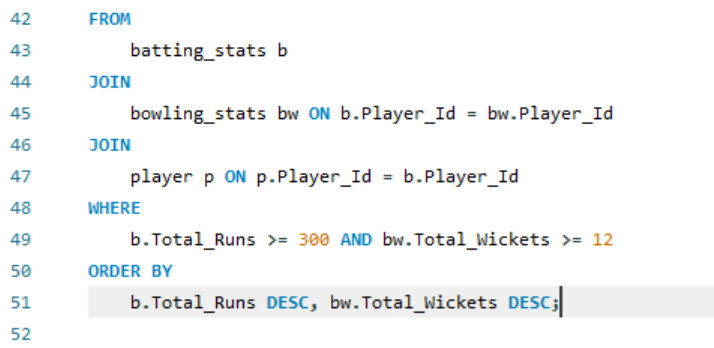 42 FROM
43 batting_stats b
44 JOIN
45 bowling_stats bw ON b.Player_Id = bw.Player_Id
46 JOIN
47 player p ON p.Player_Id = b.Player_Id
48 WHERE
49 b.Total_Runs >= 300 AND bw.Total_Wickets >= 12
50 ORDER BY
51 b.Total_Runs DESC, bw.Total_Wickets DESC;
52